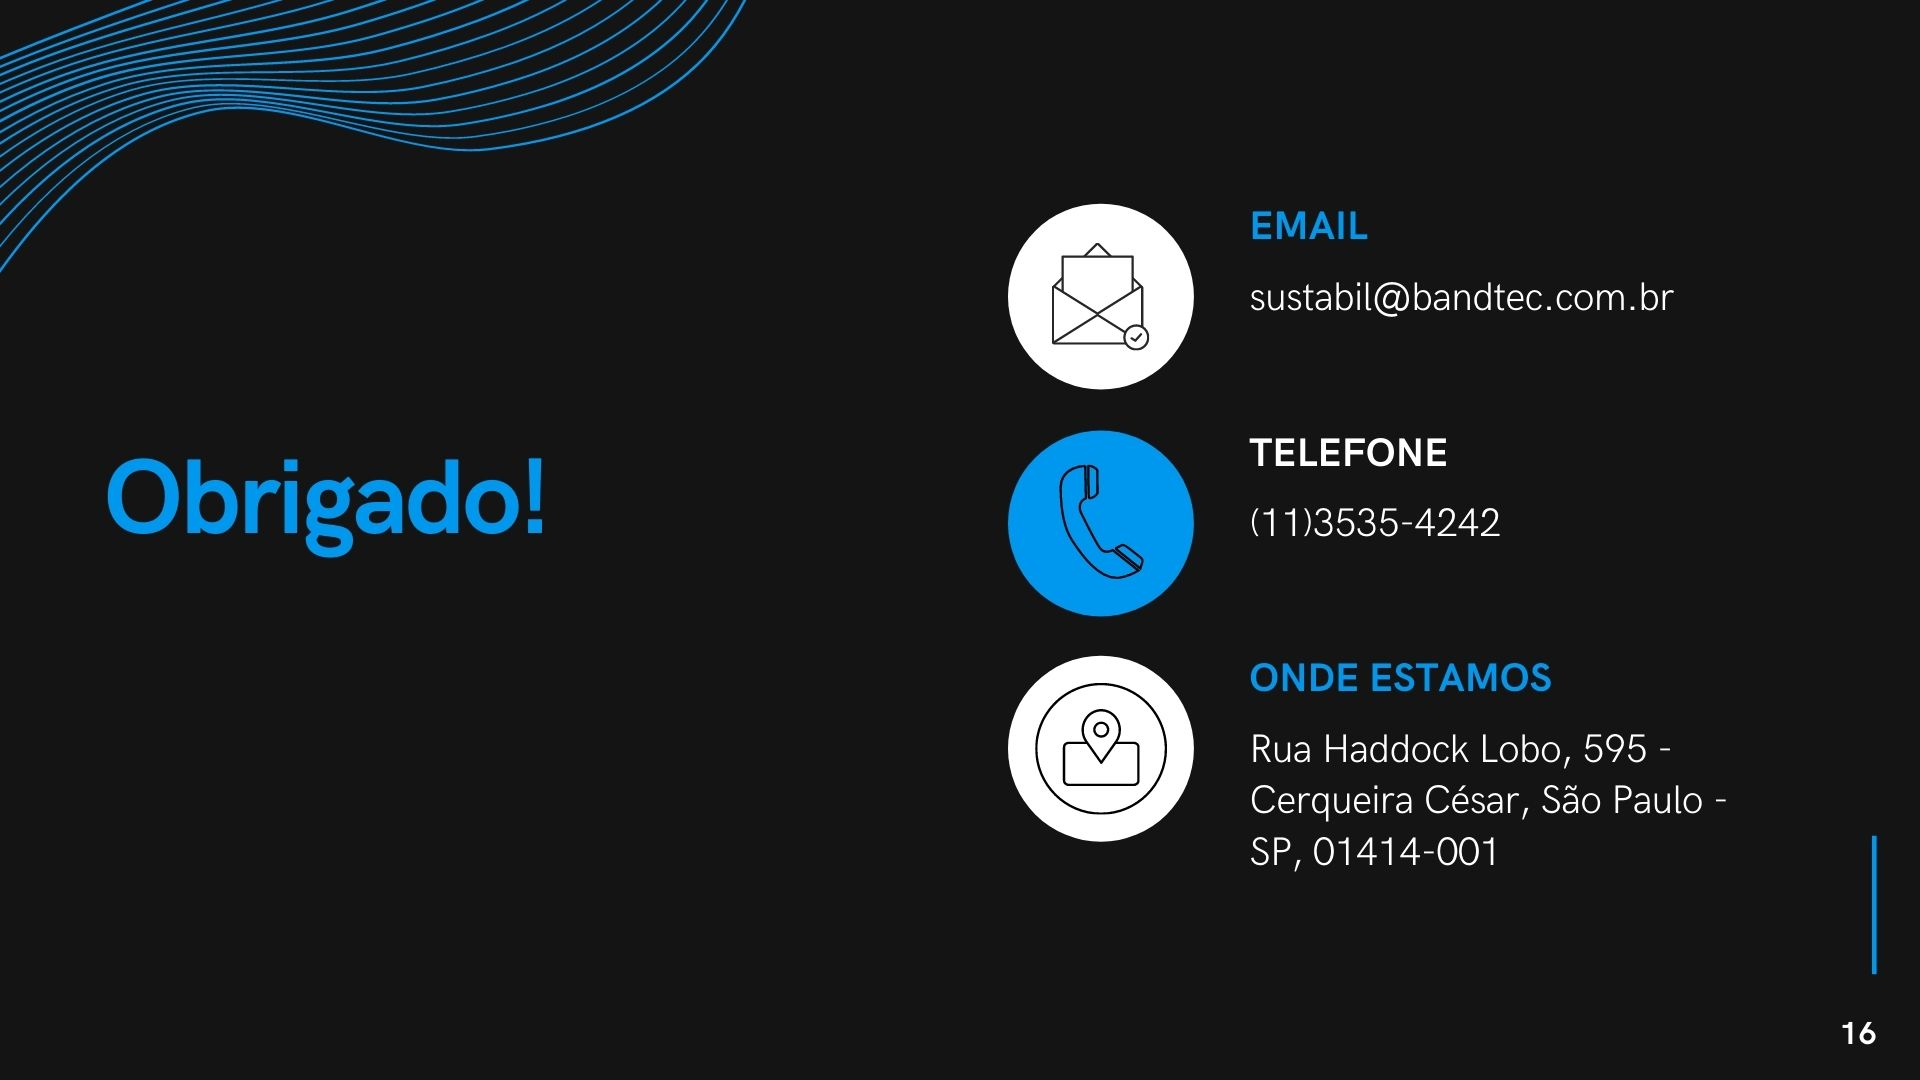 Obrigado!
EMAIL
sustabil@bandtec.com.br
TELEFONE
(11)3535-4242
ONDE ESTAMOS
Rua Haddock Lobo, 595 -
Cerqueira César, São Paulo -
SP, 01414-001
16